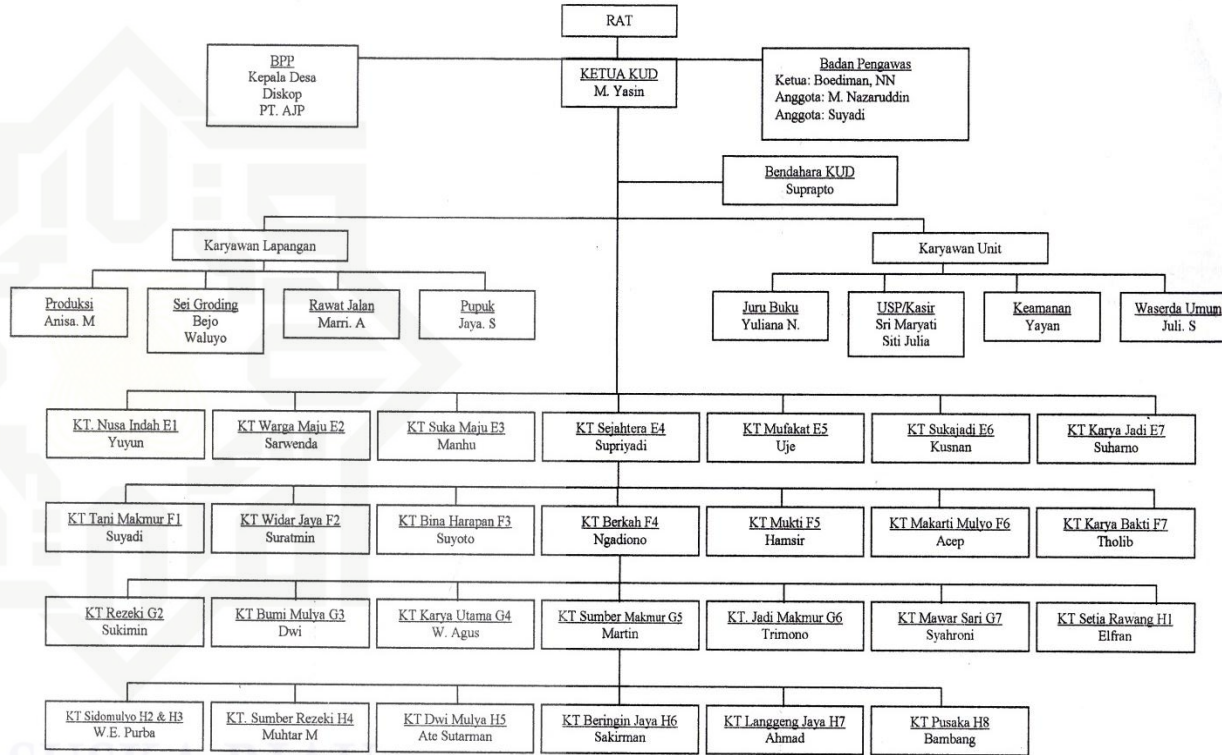 RAT
BPP
Kepala Desa
Diskop
PT. AJP
KETUA KUD
M. Yasin
Badan Pengawas
Ketua: Boediman, NN
Anggota: M. Nazaruddin
Anggota: Suyadi
Bendahara KUD
Suprapto
Karyawan Lapangan
Karyawan Unit
Produksi
Anisa. M
Sei Groding
Bejo
Waluyo
Rawat Jalan
Marri. A
Pupuk
Jaya. S
Juru Buku
Yuliana N.
USP/Kasir
Sri Maryati
Siti Julia
Keamanan
Yayan
Waserda Umum
Juli. S
KT. Nusa Indah E1
Yuyun
KT Warga Maju E2
Sarwenda
KT Suka Maju E3
Manhu
KT Sejahtera E4
Supriyadi
KT Mufakat E5
Uje
KT Sukajadi E6
Kusnan
KT Karya Jadi E7
Suharno
KT Tani Makmur F1
Suyadi
KT Widar Jaya F2
Suratmin
KT Bina Harapan F3
Suyoto
KT Berkah F4
Ngadiono
KT Mukti F5
Hamsir
KT Makarti Mulyo F6
Acep
KT Karya Bakti F7
Tholib
KT Rezeki G2
Sukimin
KT Bumi Mulya G3
Dwi
KT Karya Utama G4
W. Agus
KT Sumber Makmur G5
Martin
KT. Jadi Makmur G6
Trimono
KT Mawar Sari G7
Syahroni
KT Setia Rawang H1
Elfran
KT Sidomulyo H2 & H3
W.E. Purba
KT. Sumber Rezeki H4
Muhtar M
KT Dwi Mulya H5
Ate Sutarman
KT Beringin Jaya H6
Sakirman
KT Langgeng Jaya H7
Ahmad
KT Pusaka H8
Bambang